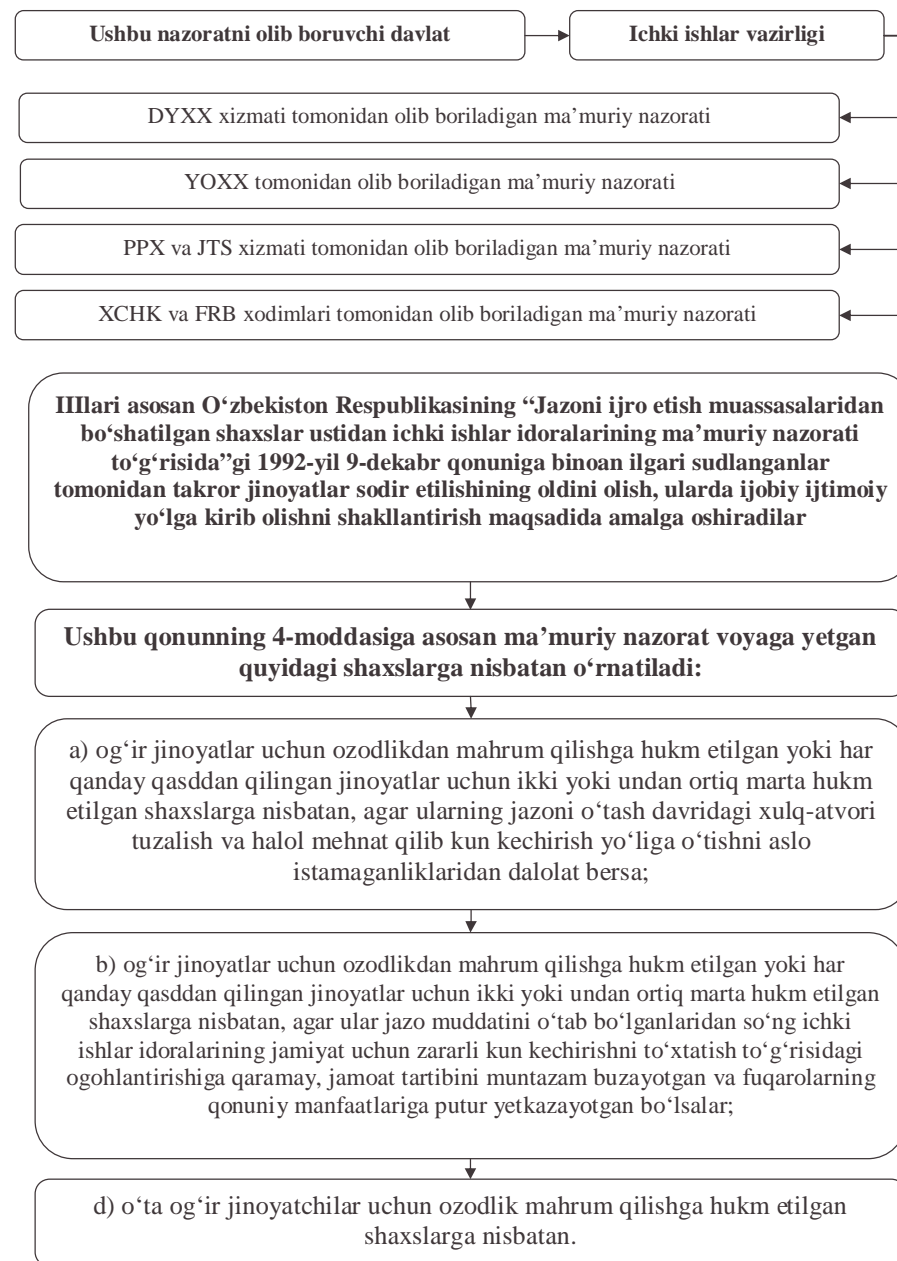 Ushbu nazoratni olib boruvchi davlat
Ichki ishlar vazirligi
DYXX xizmati tomonidan olib boriladigan ma’muriy nazorati
YOXX tomonidan olib boriladigan ma’muriy nazorati
PPX va JTS xizmati tomonidan olib boriladigan ma’muriy nazorati
XCHK va FRB xodimlari tomonidan olib boriladigan ma’muriy nazorati
IIIlari asosan O‘zbekiston Respublikasining “Jazoni ijro etish muassasalaridan
bo‘shatilgan shaxslar ustidan ichki ishlar idoralarining ma’muriy nazorati
to‘g‘risida”gi 1992-yil 9-dekabr qonuniga binoan ilgari sudlanganlar
tomonidan takror jinoyatlar sodir etilishining oldini olish, ularda ijobiy ijtimoiy
yo‘lga kirib olishni shakllantirish maqsadida amalga oshiradilar
Ushbu qonunning 4-moddasiga asosan ma’muriy nazorat voyaga yetgan
quyidagi shaxslarga nisbatan o‘rnatiladi:
a) og‘ir jinoyatlar uchun ozodlikdan mahrum qilishga hukm etilgan yoki har
qanday qasddan qilingan jinoyatlar uchun ikki yoki undan ortiq marta hukm
etilgan shaxslarga nisbatan, agar ularning jazoni o‘tash davridagi xulq-atvori
tuzalish va halol mehnat qilib kun kechirish yo‘liga o‘tishni aslo
istamaganliklaridan dalolat bersa;
b) og‘ir jinoyatlar uchun ozodlikdan mahrum qilishga hukm etilgan yoki har
qanday qasddan qilingan jinoyatlar uchun ikki yoki undan ortiq marta hukm etilgan
shaxslarga nisbatan, agar ular jazo muddatini o‘tab bo‘lganlaridan so‘ng ichki
ishlar idoralarining jamiyat uchun zararli kun kechirishni to‘xtatish to‘g‘risidagi
ogohlantirishiga qaramay, jamoat tartibini muntazam buzayotgan va fuqarolarning
qonuniy manfaatlariga putur yetkazayotgan bo‘lsalar;
d) o‘ta og‘ir jinoyatchilar uchun ozodlik mahrum qilishga hukm etilgan
shaxslarga nisbatan.